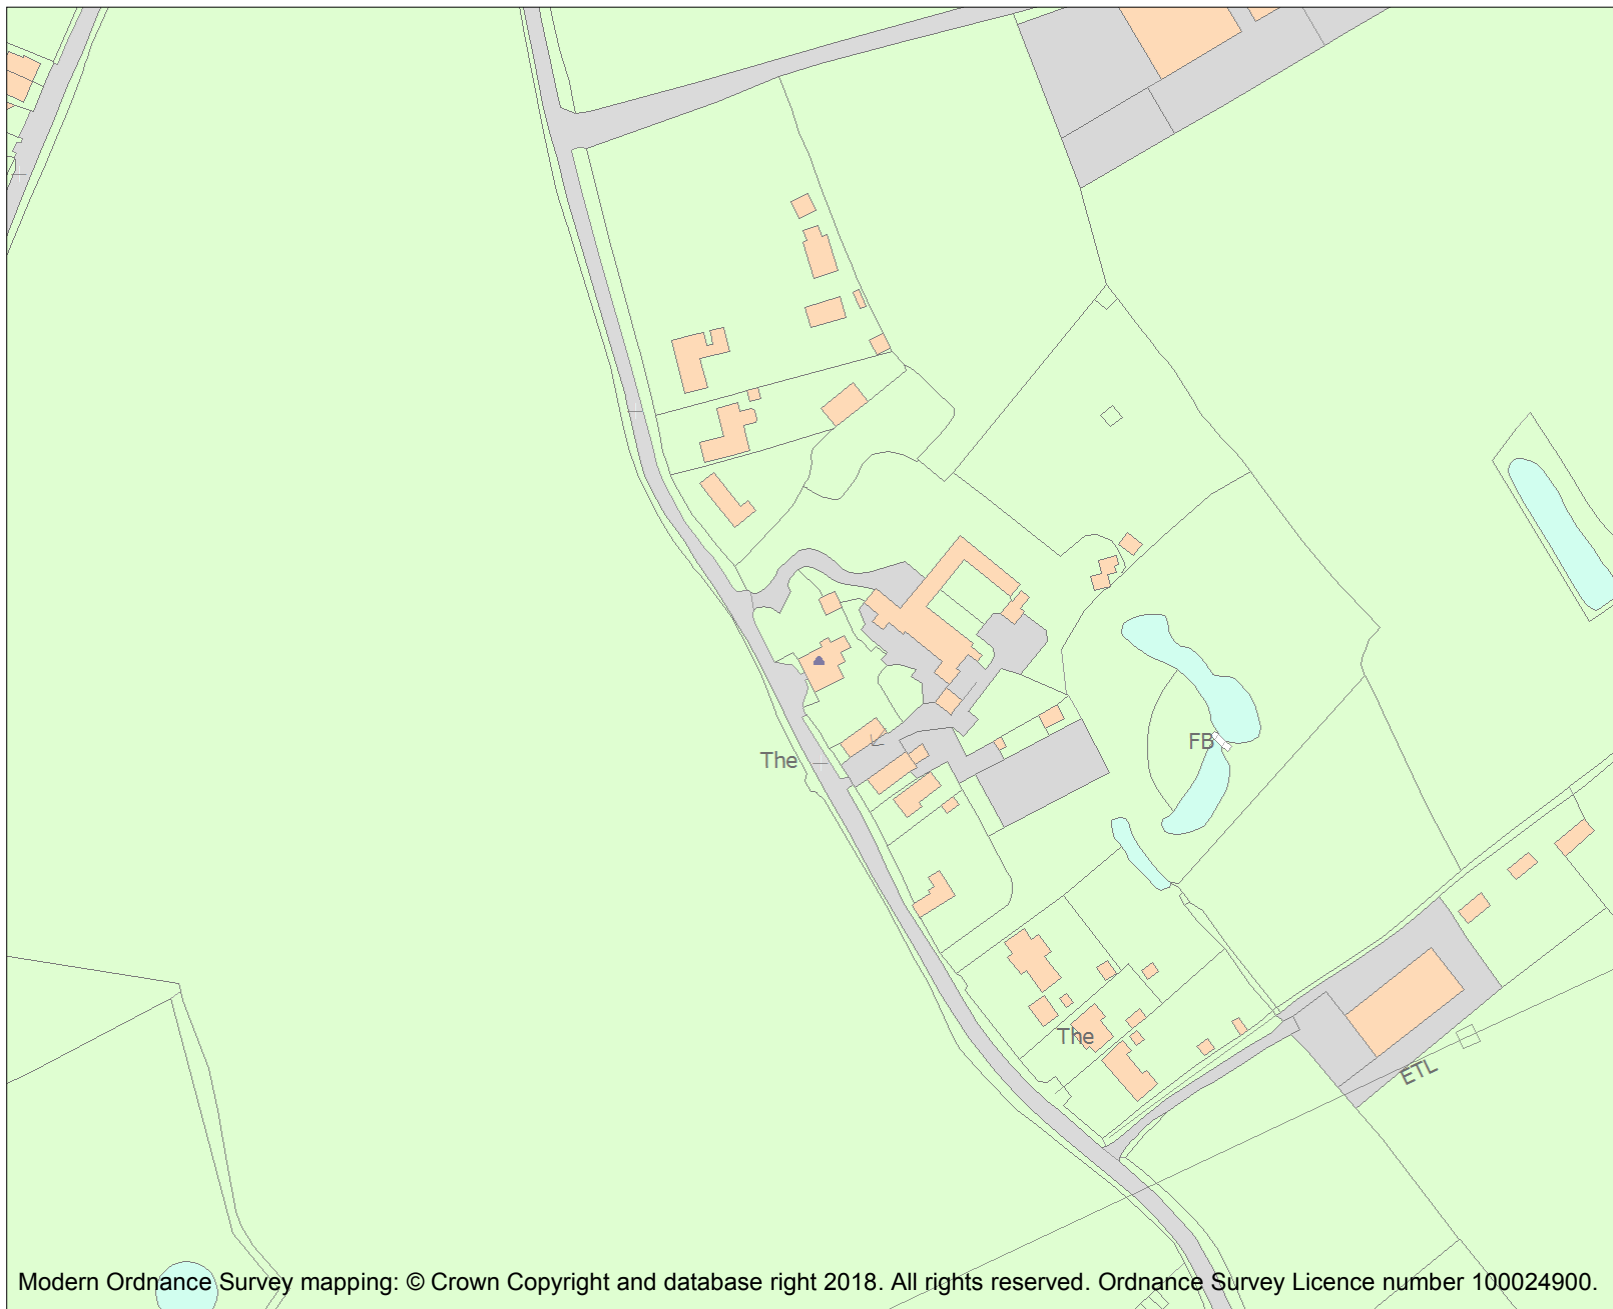 The
FB
The
ETL
Modern Ordnance Survey mapping: © Crown Copyright and database right 2018. All rights reserved. Ordnance Survey Licence number 100024900.